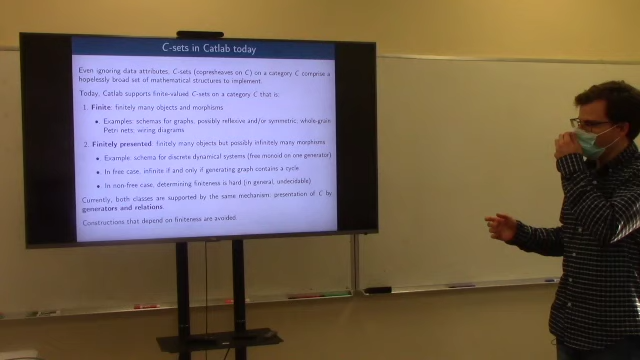 C-sets in Catlab today
Even ignoring data attributes, C-sets (copresheaves on C) on a category C comprise a
hopelessly broad set of mathematical structures to implement.
Today, Catlab supports finite-valued C-sets on a category C that is:
1. Finite: finitely many objects and morphisms
• Examples: schemas for graphs, possibly reflexive and/or symmetric, whole-grain
Petri nets; wiring diagrams
2. Finitely presented: finitely many objects but possibly infinitely many morphisms
• Example: schema for discrete dynamical systems (free monoid on one generator)
• In free case, infinite if and only if generating graph contains a cycle
• In non-free case, determining finiteness is hard (in general, undecidable)
Currently, both classes are supported by the same mechanism: presentation of C by
generators and relations.
Constructions that depend on finiteness are avoided.